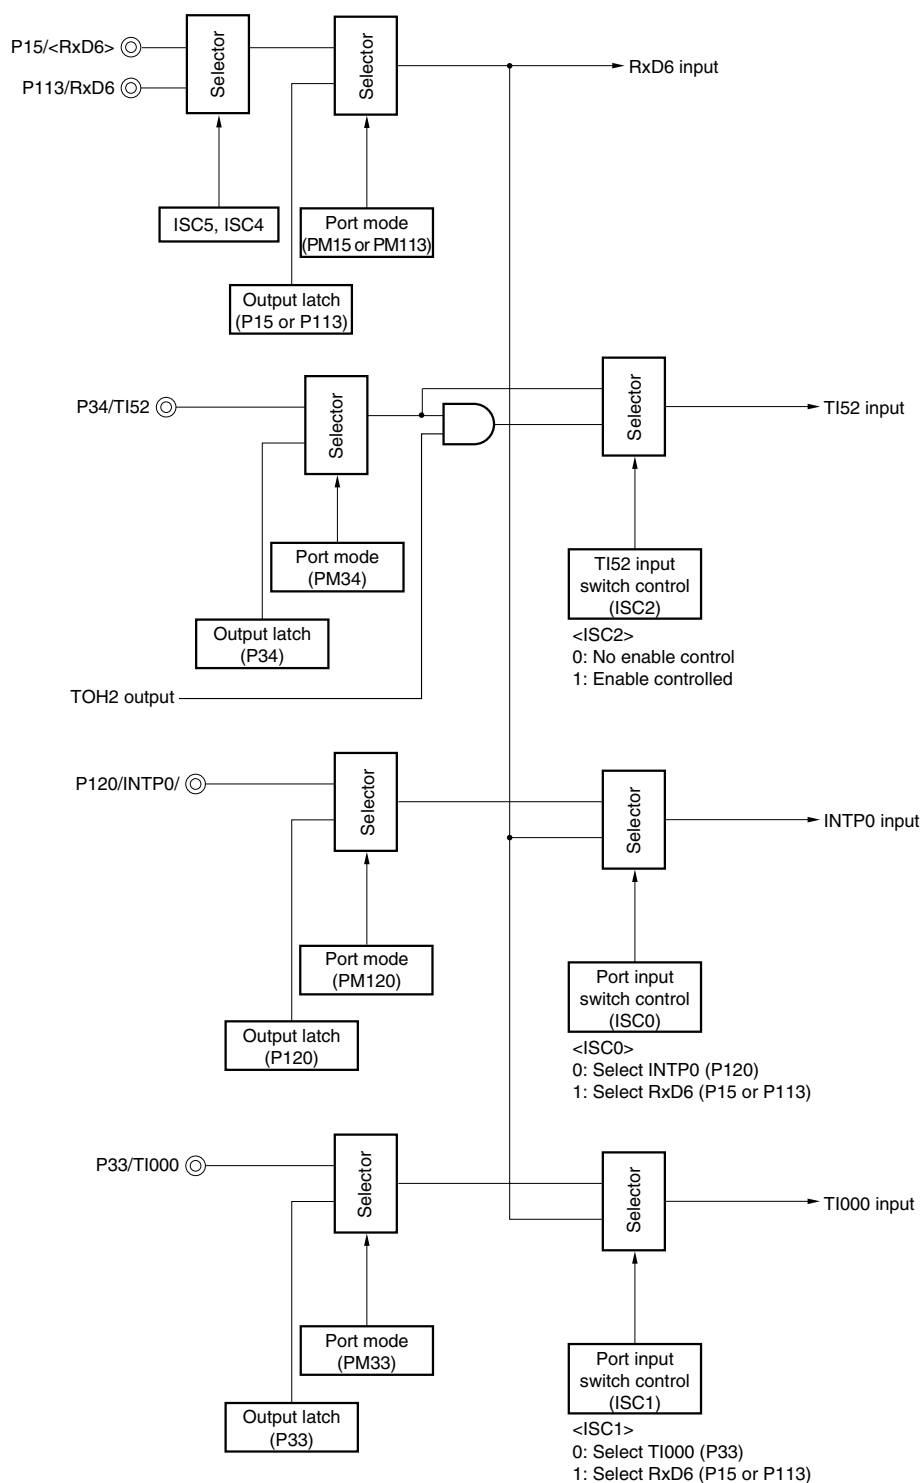 P15/<RxD6>
P113/RxD6
Selector
Selector
RxD6 input
ISC5, ISC4
Port mode
(PM15 or PM113)
Output latch
(P15 or P113)
P34/TI52
Selector
Selector
TI52 input
Port mode
(PM34)
TI52 input
switch control
(ISC2)
Output latch
(P34)
<ISC2>
0: No enable control
1: Enable controlled
TOH2 output
P120/INTP0/
Selector
Selector
INTP0 input
Port mode
(PM120)
Port input
switch control
(ISC0)
Output latch
(P120)
<ISC0>
0: Select INTP0 (P120)
1: Select RxD6 (P15 or P113)
P33/TI000
Selector
Selector
TI000 input
Port mode
(PM33)
Port input
switch control
(ISC1)
Output latch
(P33)
<ISC1>
0: Select TI000 (P33)
1: Select RxD6 (P15 or P113)